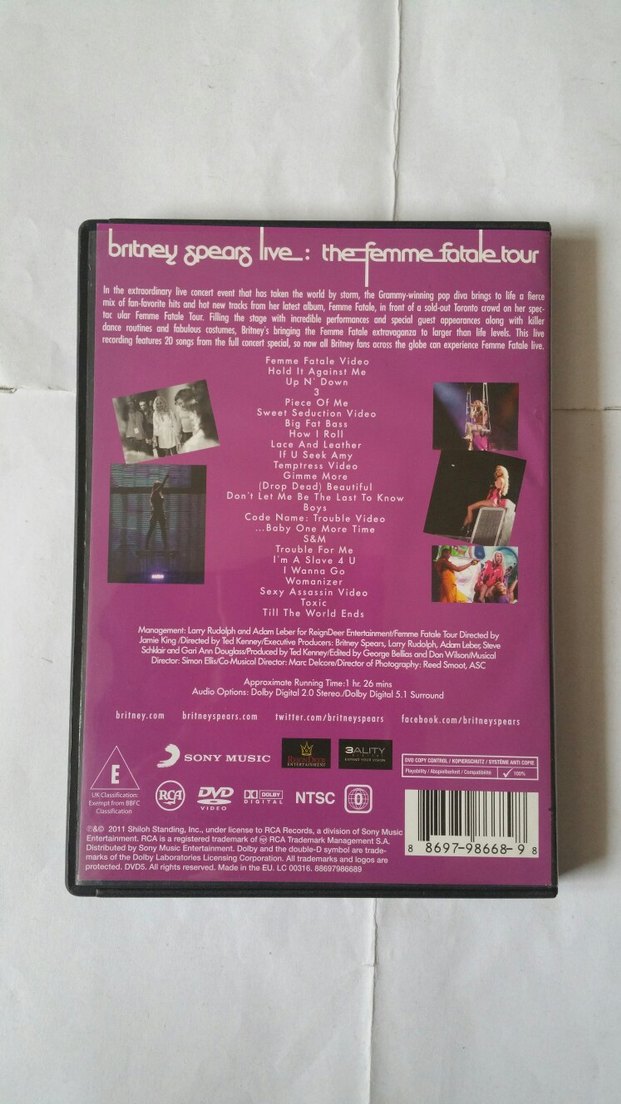 britney spears live: the femme fatale tour
In the extraordinary live concert event that has taken the world by storm, the Grammy-winning pop diva brings to life a fierce
mix of fan-favorite hits and hot new tracks from her latest album, Femme Fatale, in front of a sold-out Toronto crowd on her spec-
tac ular Femme Fatale Tour. Filling the stage with incredible performances and special guest appearances along with killer
dance routines and fabulous costumes, Britney's bringing the Femme Fatale extravaganza to larger than life levels. This live
recording features 20 songs from the full concert special, so now all Britney fans across the globe can experience Femme Fatale live.
Femme Fatale Video
Hold It Against Me
Up N' Down
3
Piece Of Me
Sweet Seduction Video
Big Fat Bass
How I Roll
Lace And Leather
If U Seek Amy
Temptress Video
Gimme More
(Drop Dead) Beautiful
Don't Let Me Be The Last To Know
Boys
Code Name: Trouble Video
...Baby One More Time
S&M
Trouble For Me
I'm A Slave 4 U
I Wanna Go
Womanizer
Sexy Assassin Video
Toxic
Till The World Ends
Management: Larry Rudolph and Adam Leber for ReignDeer Entertainment/Femme Fatale Tour Directed by
Jamie King /Directed by Ted Kenney/Executive Producers: Britney Spears, Larry Rudolph, Adam Leber, Steve
Schklair and Gari Ann Douglass/Produced by Ted Kenney/Edited by George Bellias and Don Wilson/Musical
Director: Simon Ellis/Co-Musical Director: Marc Delcore/Director of Photography: Reed Smoot, ASC
Approximate Running Time:1 hr. 26 mins
Audio Options: Dolby Digital 2.0 Stereo./Dolby Digital 5.1 Surround
britney.com britneyspears.com twitter.com/britneyspears facebook.com/britneyspears
E
UK Classification:
Exempt from BBFC
Classification
SONY MUSIC
REIGNDEER
ENTERTAINMENT
3ALITY
EXPAND YOUR VISION
DVD COPY CONTROL / KOPIERSCHUTZ / SYSTÈME ANTI COPIE
Playability / Abspielbarkeit / Compatibilité 100%
RCA
DVD
VIDEO
DOLBY
DIGITAL
NTSC
0
℗&© 2011 Shiloh Standing, Inc., under license to RCA Records, a division of Sony Music
Entertainment. RCA is a registered trademark of RCA Trademark Management S.A.
Distributed by Sony Music Entertainment. Dolby and the double-D symbol are trade-
marks of the Dolby Laboratories Licensing Corporation. All trademarks and logos are
protected. DVD5. All rights reserved. Made in the EU. LC 00316. 88697986689
8 8697-98668-9 8